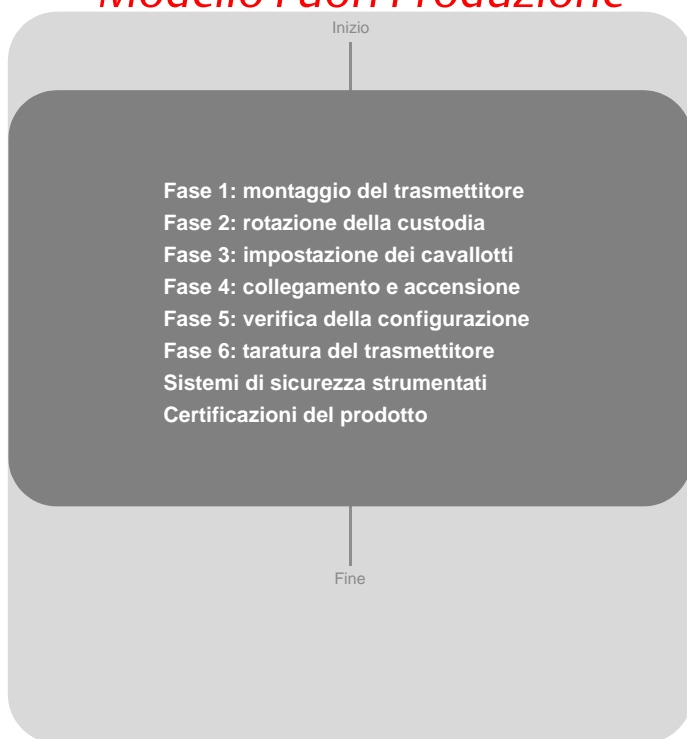 Modello Fuori Produzione
Inizio
Fase 1: montaggio del trasmettitore
Fase 2: rotazione della custodia
Fase 3: impostazione dei cavallotti
Fase 4: collegamento e accensione
Fase 5: verifica della configurazione
Fase 6: taratura del trasmettitore
Sistemi di sicurezza strumentati
Certificazioni del prodotto
Fine